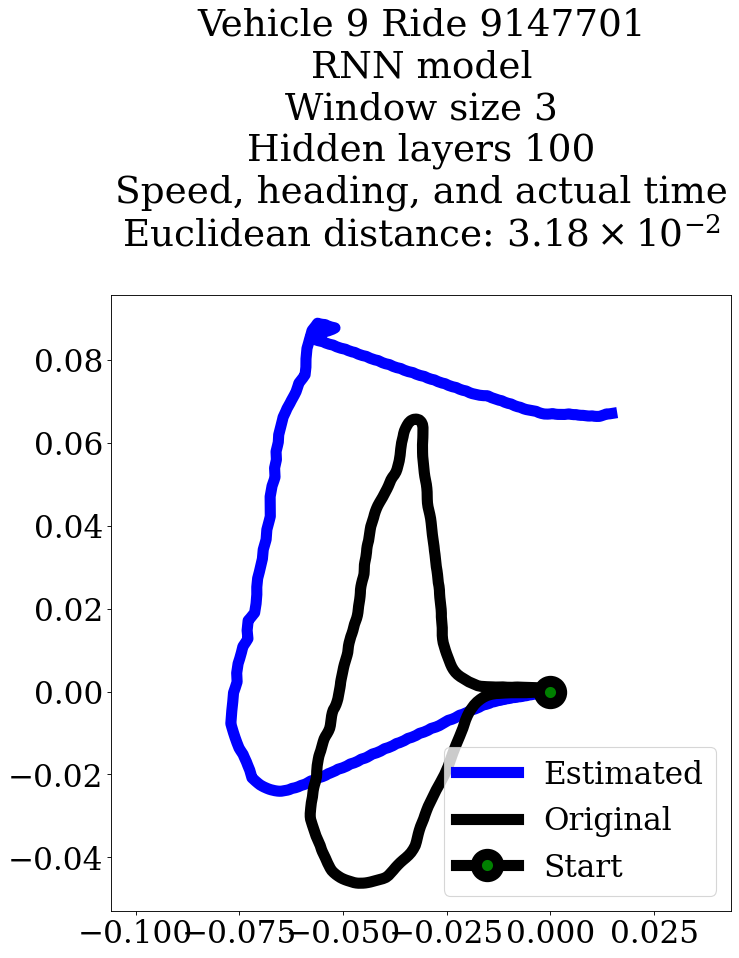 Vehicle 9 Ride 9147701
RNN model
Window size 3
Hidden layers 100
Speed, heading, and actual time
Euclidean distance: 3.18 × 10⁻²
0.08
0.06
0.04
0.02
0.00
−0.02
−0.04
Estimated
Original
Start
−0.100 −0.075 −0.050 −0.025 0.000 0.025